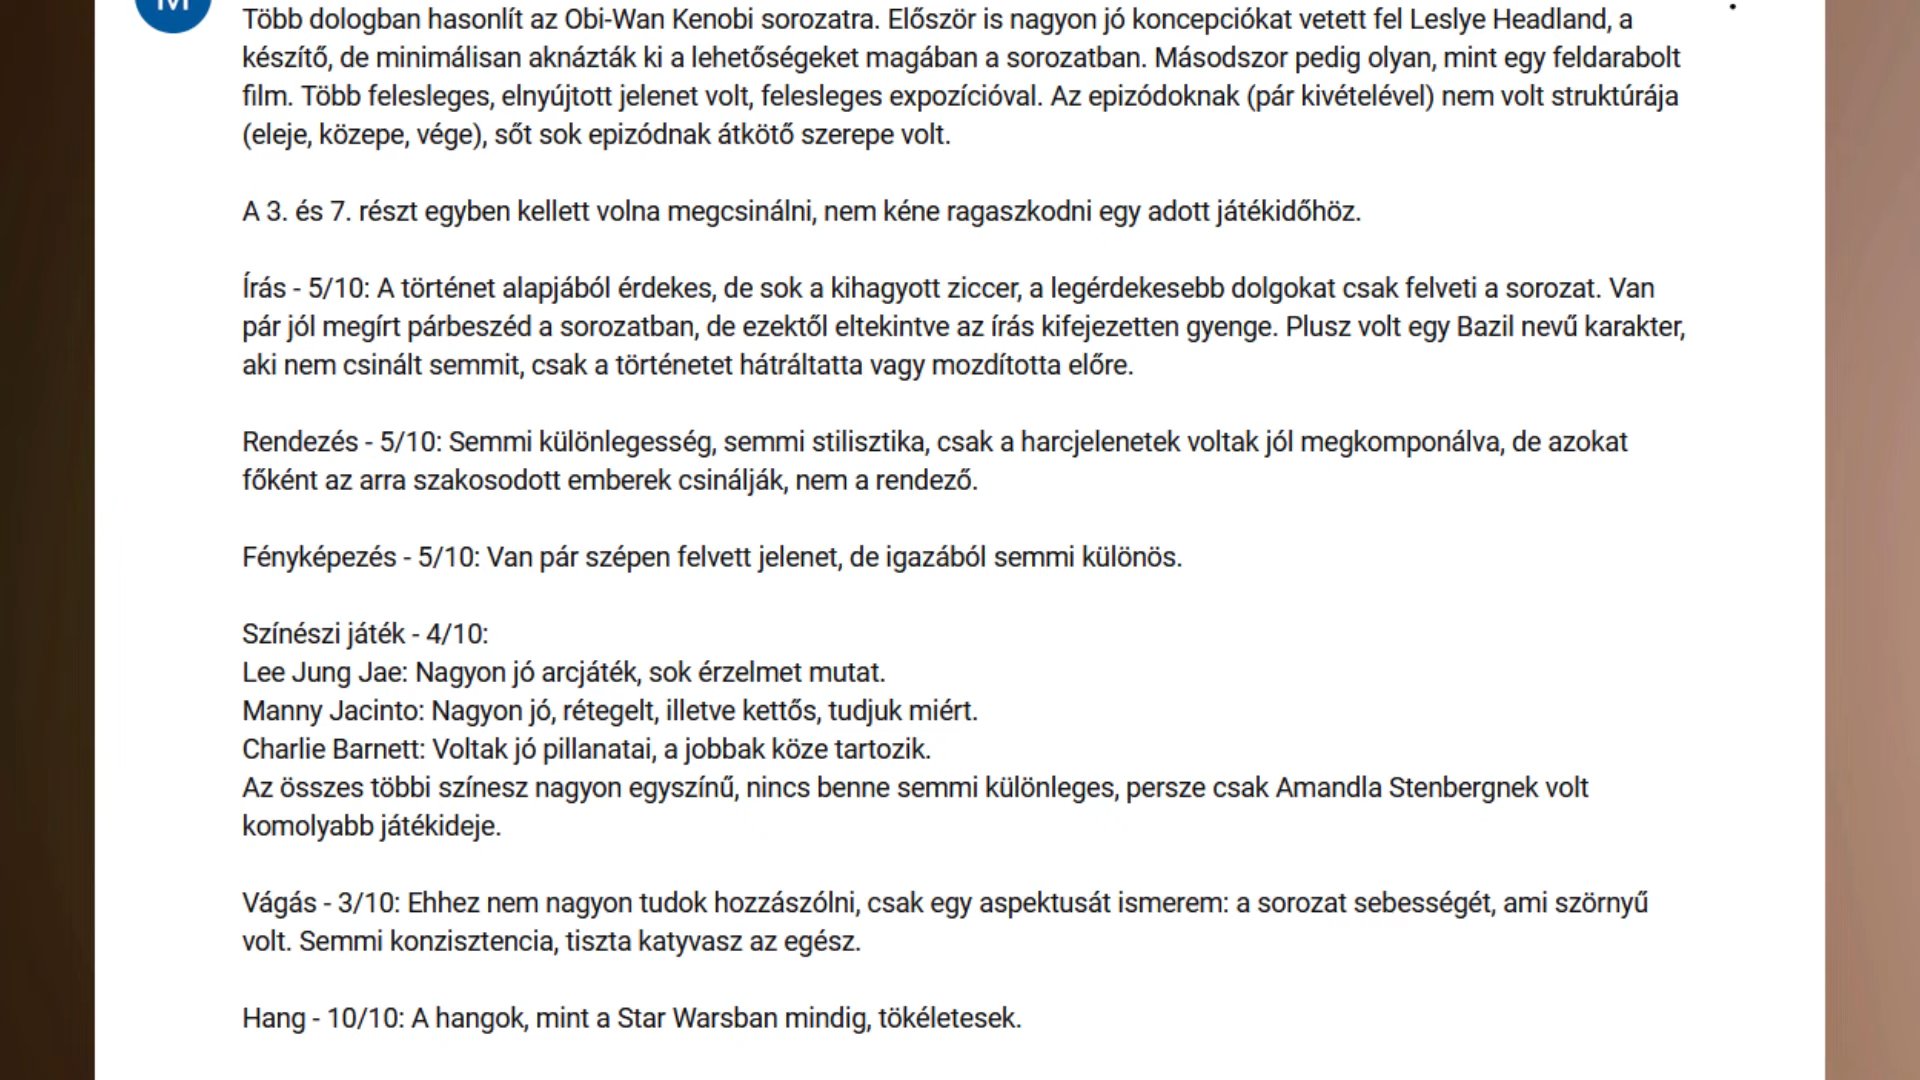 M
Több dologban hasonlít az Obi-Wan Kenobi sorozatra. Először is nagyon jó koncepciókat vetett fel Leslye Headland, a
készítő, de minimálisan aknázták ki a lehetőségeket magában a sorozatban. Másodszor pedig olyan, mint egy feldarabolt
film. Több felesleges, elnyújtott jelenet volt, felesleges expozícióval. Az epizódoknak (pár kivételével) nem volt struktúrája
(eleje, közepe, vége), sőt sok epizódnak átkötő szerepe volt.
A 3. és 7. részt egyben kellett volna megcsinálni, nem kéne ragaszkodni egy adott játékidőhöz.
Írás - 5/10: A történet alapjából érdekes, de sok a kihagyott ziccer, a legérdekesebb dolgokat csak felveti a sorozat. Van
pár jól megírt párbeszéd a sorozatban, de ezektől eltekintve az írás kifejezetten gyenge. Plusz volt egy Bazil nevű karakter,
aki nem csinált semmit, csak a történetet hátráltatta vagy mozdította előre.
Rendezés - 5/10: Semmi különlegesség, semmi stilisztika, csak a harcjelenetek voltak jól megkomponálva, de azokat
főként az arra szakosodott emberek csinálják, nem a rendező.
Fényképezés - 5/10: Van pár szépen felvett jelenet, de igazából semmi különös.
Színészi játék - 4/10:
Lee Jung Jae: Nagyon jó arcjáték, sok érzelmet mutat.
Manny Jacinto: Nagyon jó, rétegelt, illetve kettős, tudjuk miért.
Charlie Barnett: Voltak jó pillanatai, a jobbak köze tartozik.
Az összes többi színesz nagyon egyszínű, nincs benne semmi különleges, persze csak Amandla Stenbergnek volt
komolyabb játékideje.
Vágás - 3/10: Ehhez nem nagyon tudok hozzászólni, csak egy aspektusát ismerem: a sorozat sebességét, ami szörnyű
volt. Semmi konzisztencia, tiszta katyvasz az egész.
Hang - 10/10: A hangok, mint a Star Warsban mindig, tökéletesek.